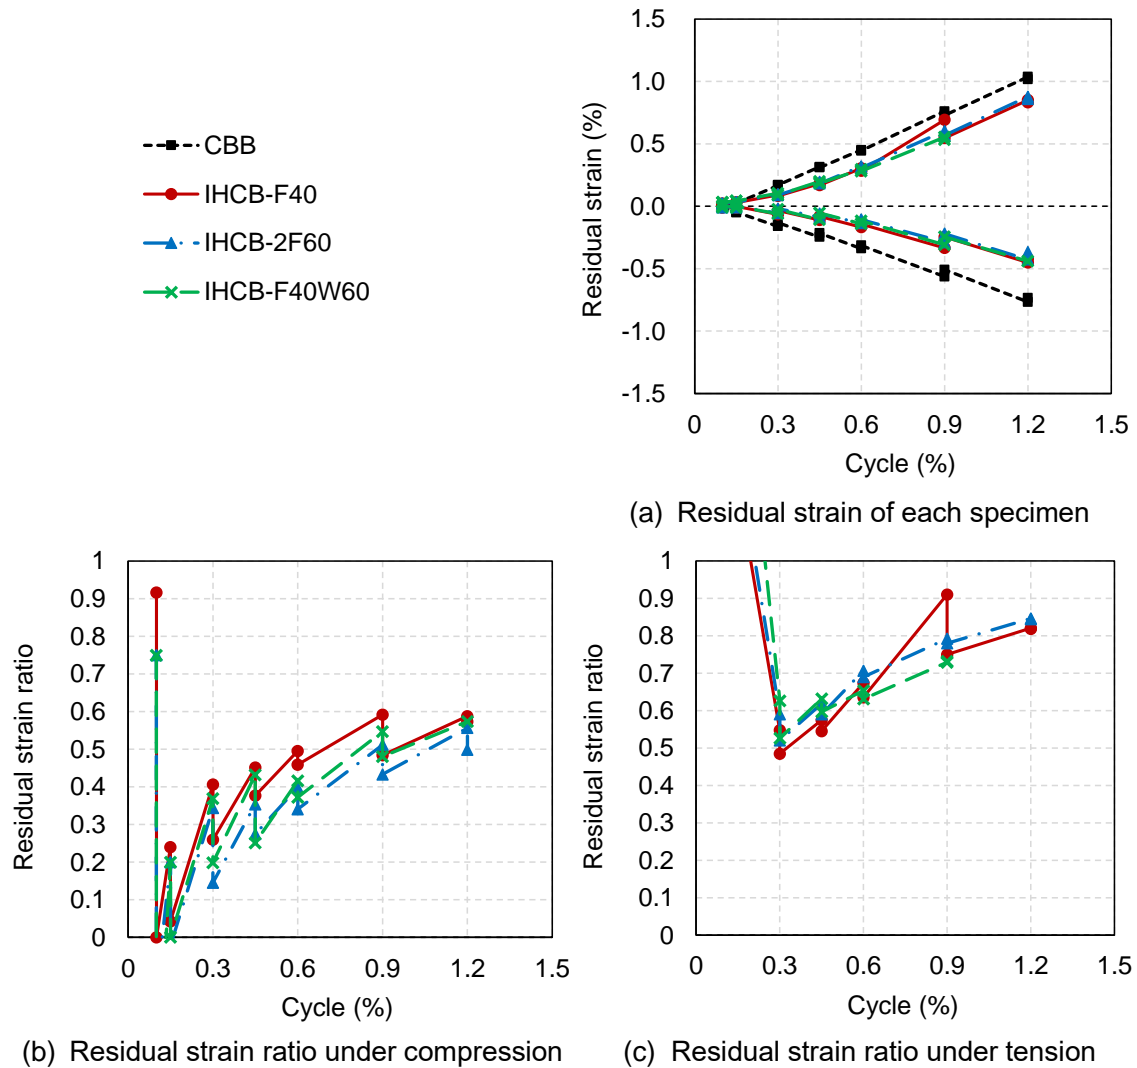 CBB
IHCB-F40
IHCB-2F60
IHCB-F40W60
Residual strain (%)
1.5
1.0
0.5
0.0
-0.5
-1.0
-1.5
0 0.3 0.6 0.9 1.2 1.5
Cycle (%)
(a) Residual strain of each specimen
Residual strain ratio
1
0.9
0.8
0.7
0.6
0.5
0.4
0.3
0.2
0.1
0
0 0.3 0.6 0.9 1.2 1.5
Cycle (%)
(b) Residual strain ratio under compression
Residual strain ratio
1
0.9
0.8
0.7
0.6
0.5
0.4
0.3
0.2
0.1
0
0 0.3 0.6 0.9 1.2 1.5
Cycle (%)
(c) Residual strain ratio under tension